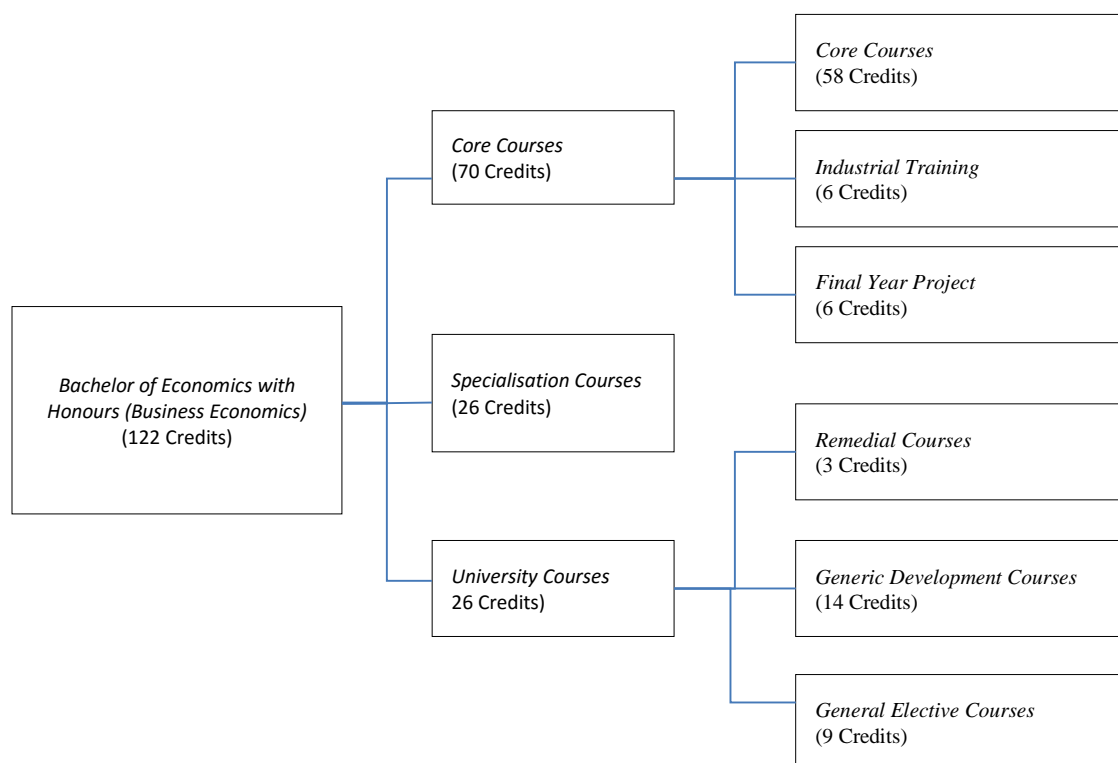 Core Courses
(58 Credits)
Core Courses
(70 Credits)
Industrial Training
(6 Credits)
Final Year Project
(6 Credits)
Bachelor of Economics with
Honours (Business Economics)
(122 Credits)
Specialisation Courses
(26 Credits)
Remedial Courses
(3 Credits)
University Courses
26 Credits)
Generic Development Courses
(14 Credits)
General Elective Courses
(9 Credits)